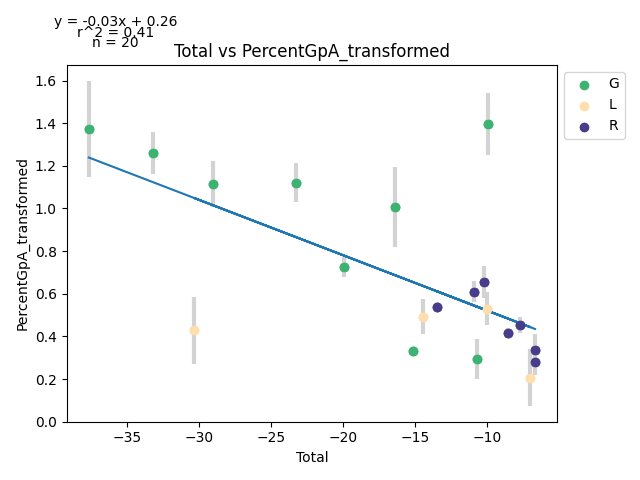 y = -0.03x + 0.26
r^2 = 0.41
n = 20
Total vs PercentGpA_transformed
1.6
1.4
1.2
1.0
0.8
0.6
0.4
0.2
0.0
PercentGpA_transformed
−35
−30
−25
−20
−15
−10
Total
G
L
R